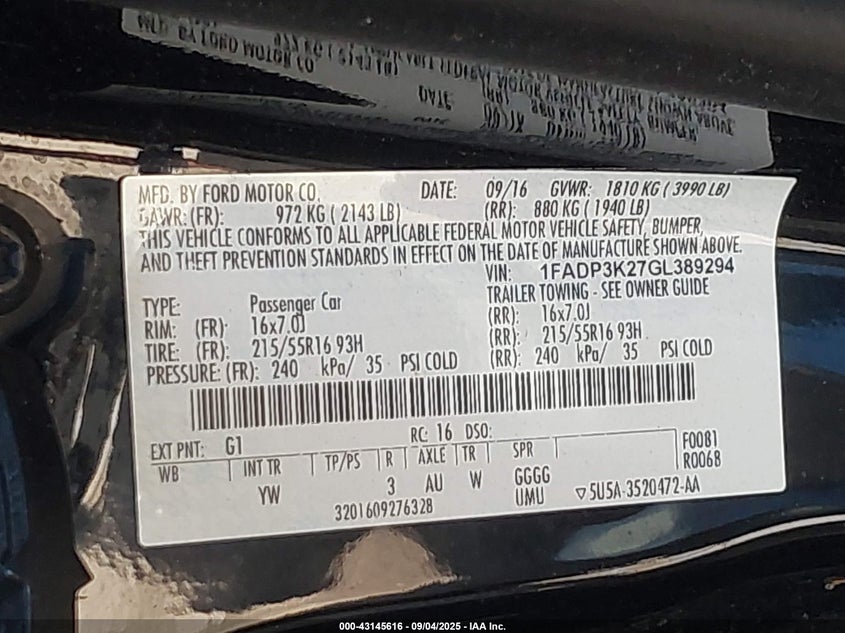 MFD. BY FORD MOTOR CO. DATE: 09/16 GVWR: 1810 KG ( 3990 LB)
GAWR: (FR): 972 KG ( 2143 LB) (RR): 880 KG ( 1940 LB)
THIS VEHICLE CONFORMS TO ALL APPLICABLE FEDERAL MOTOR VEHICLE SAFETY, BUMPER,
AND THEFT PREVENTION STANDARDS IN EFFECT ON THE DATE OF MANUFACTURE SHOWN ABOVE.
VIN: 1FADP3K27GL389294
TYPE: Passenger Car TRAILER TOWING - SEE OWNER GUIDE
RIM: (FR): 16x7.0J (RR): 16x7.0J
TIRE: (FR): 215/55R16 93H (RR): 215/55R16 93H
PRESSURE: (FR): 240 kPa/ 35 PSI COLD (RR): 240 kPa/ 35 PSI COLD
EXT PNT: G1 RC: 16 DSO: F0081
R0068
WB INT TR TP/PS R AXLE TR SPR
YW 3 AU W GGGG
UMU
3201609276328 5U5A-3520472-AA
000-43145616 - 09/04/2025 - IAA Inc.